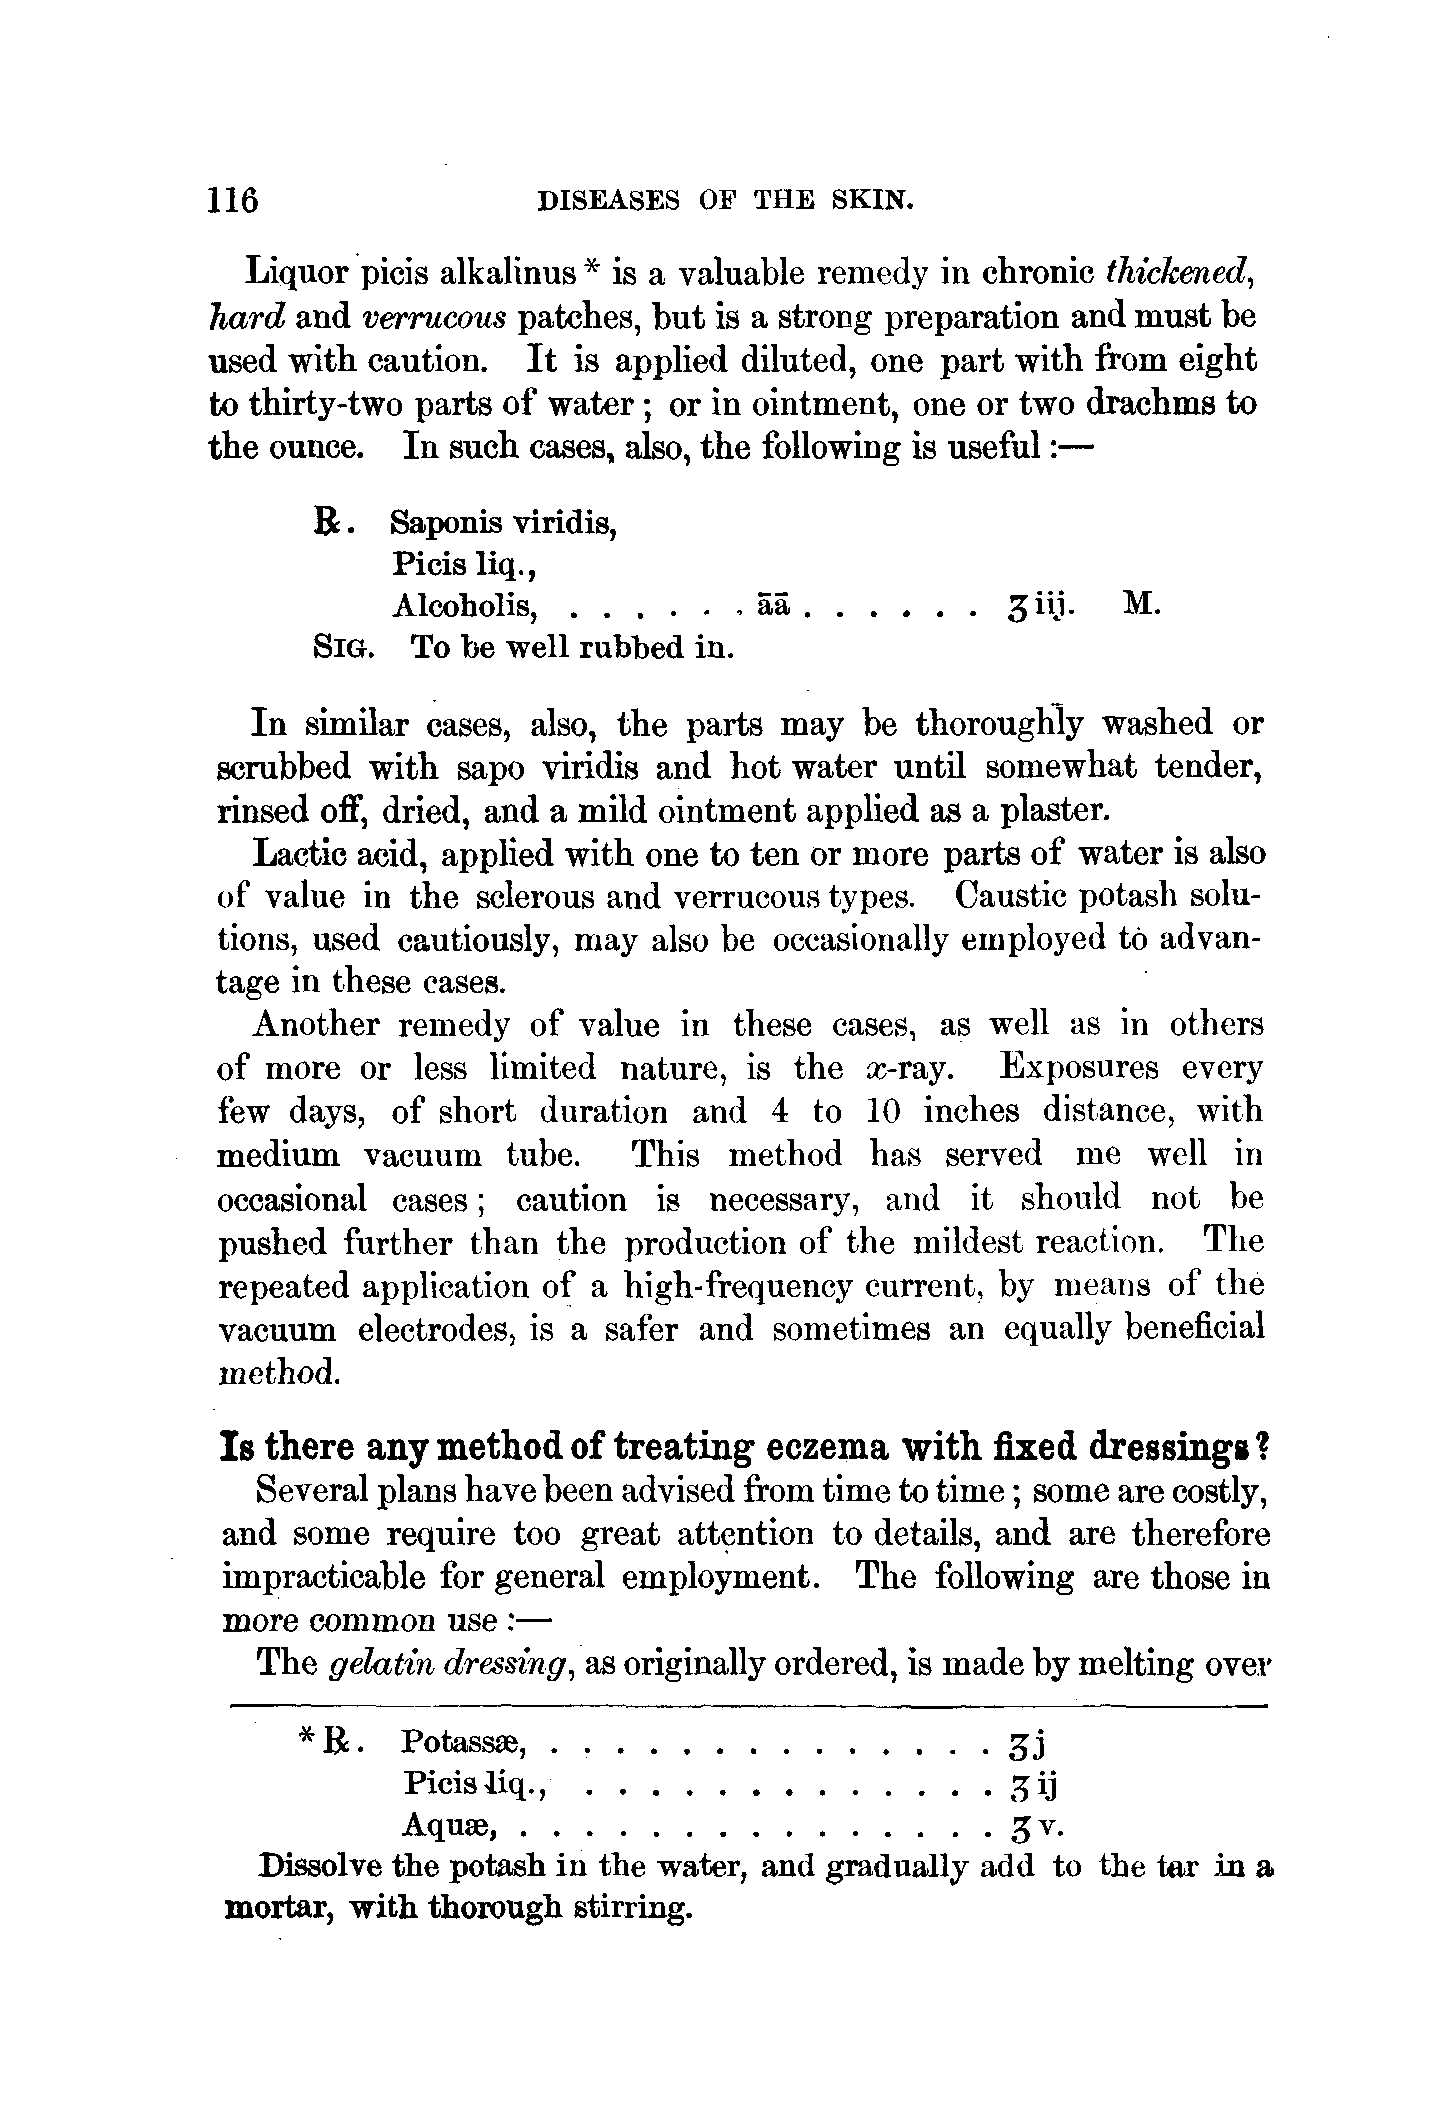 116 DISEASES OF THE SKIN.
Liquor picis alkalinus * is a valuable remedy in chronic thickened,
hard and verrucous patches, but is a strong preparation and must be
used with caution. It is applied diluted, one part with from eight
to thirty-two parts of water ; or in ointment, one or two drachms to
the ounce. In such cases, also, the following is useful :—
℞. Saponis viridis,
Picis liq.,
Alcoholis, . . . . . . āā . . . . . . ʒiij. M.
SIG. To be well rubbed in.
In similar cases, also, the parts may be thoroughly washed or
scrubbed with sapo viridis and hot water until somewhat tender,
rinsed off, dried, and a mild ointment applied as a plaster.
Lactic acid, applied with one to ten or more parts of water is also
of value in the sclerous and verrucous types. Caustic potash solu-
tions, used cautiously, may also be occasionally employed to advan-
tage in these cases.
Another remedy of value in these cases, as well as in others
of more or less limited nature, is the x-ray. Exposures every
few days, of short duration and 4 to 10 inches distance, with
medium vacuum tube. This method has served me well in
occasional cases ; caution is necessary, and it should not be
pushed further than the production of the mildest reaction. The
repeated application of a high-frequency current, by means of the
vacuum electrodes, is a safer and sometimes an equally beneficial
method.
Is there any method of treating eczema with fixed dressings?
Several plans have been advised from time to time ; some are costly,
and some require too great attention to details, and are therefore
impracticable for general employment. The following are those in
more common use :—
The gelatin dressing, as originally ordered, is made by melting over
* ℞. Potassæ, . . . . . . . . . . . . . . ʒj
Picis liq., . . . . . . . . . . . . . ʒij
Aquæ, . . . . . . . . . . . . . . . ʒv.
Dissolve the potash in the water, and gradually add to the tar in a
mortar, with thorough stirring.